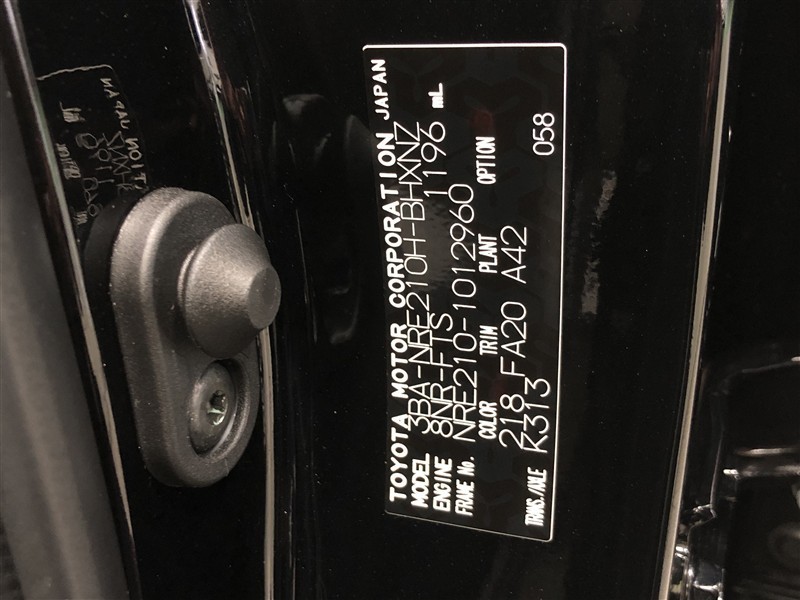 TOYOTA MOTOR CORPORATION JAPAN
MODEL 3BA-NRE210H-BHXNZ
ENGINE 8NR-FTS 1196 mL
FRAME No. NRE210-1012960
COLOR TRIM PLANT OPTION
218 FA20 A42
TRANS./AXLE K313 058